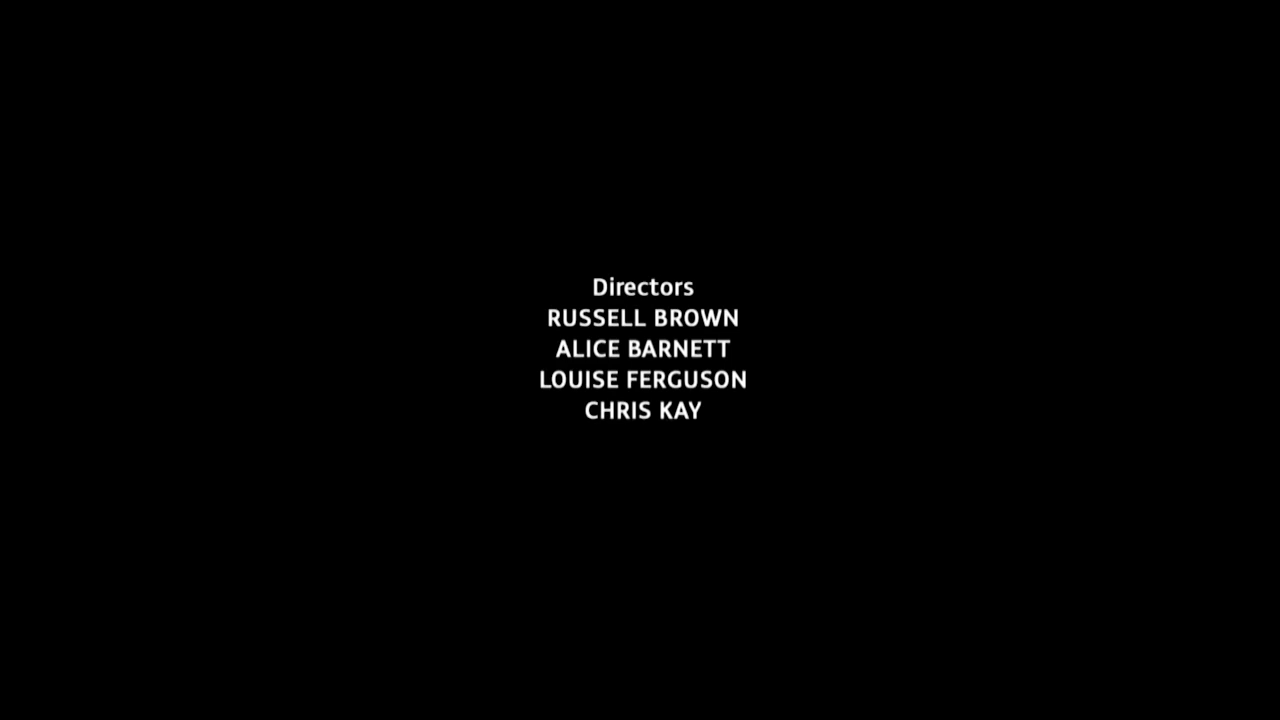 Directors
RUSSELL BROWN
ALICE BARNETT
LOUISE FERGUSON
CHRIS KAY